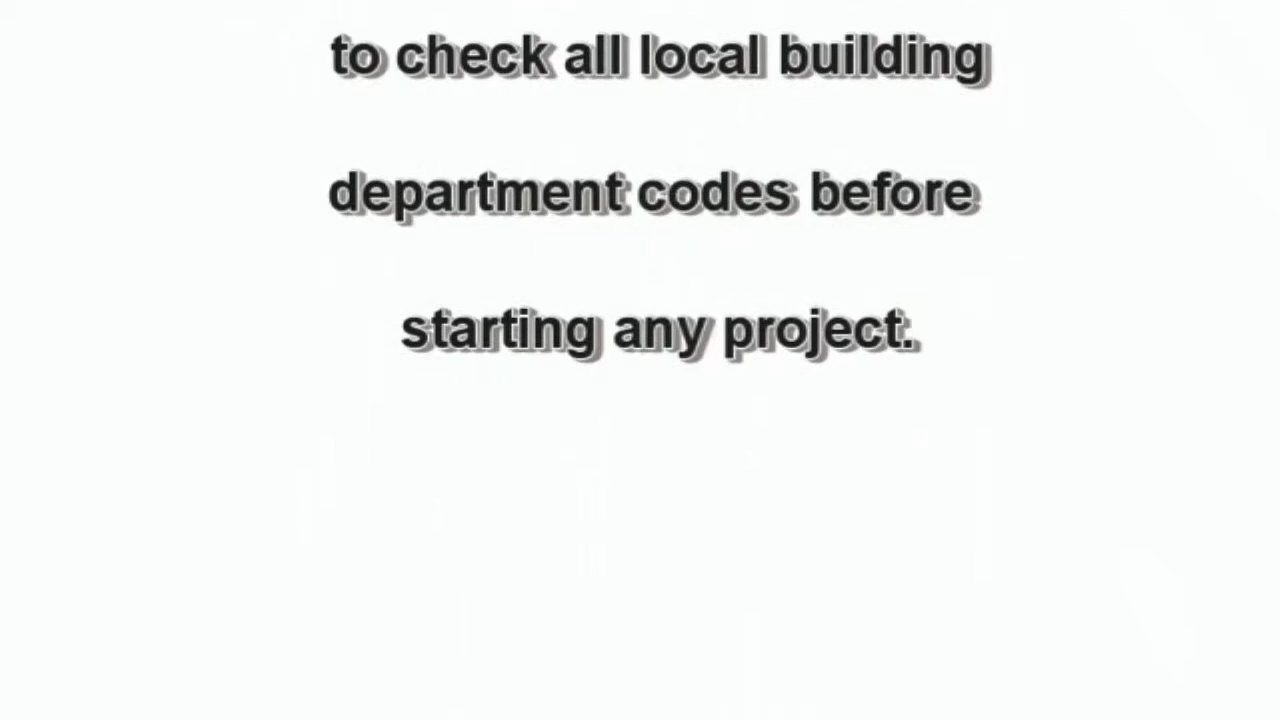 to check all local building
department codes before
starting any project.